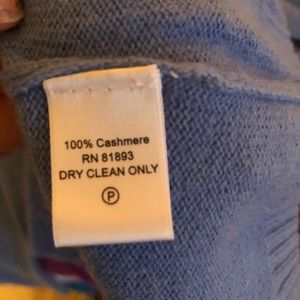 100% Cashmere
RN 81893
DRY CLEAN ONLY
P